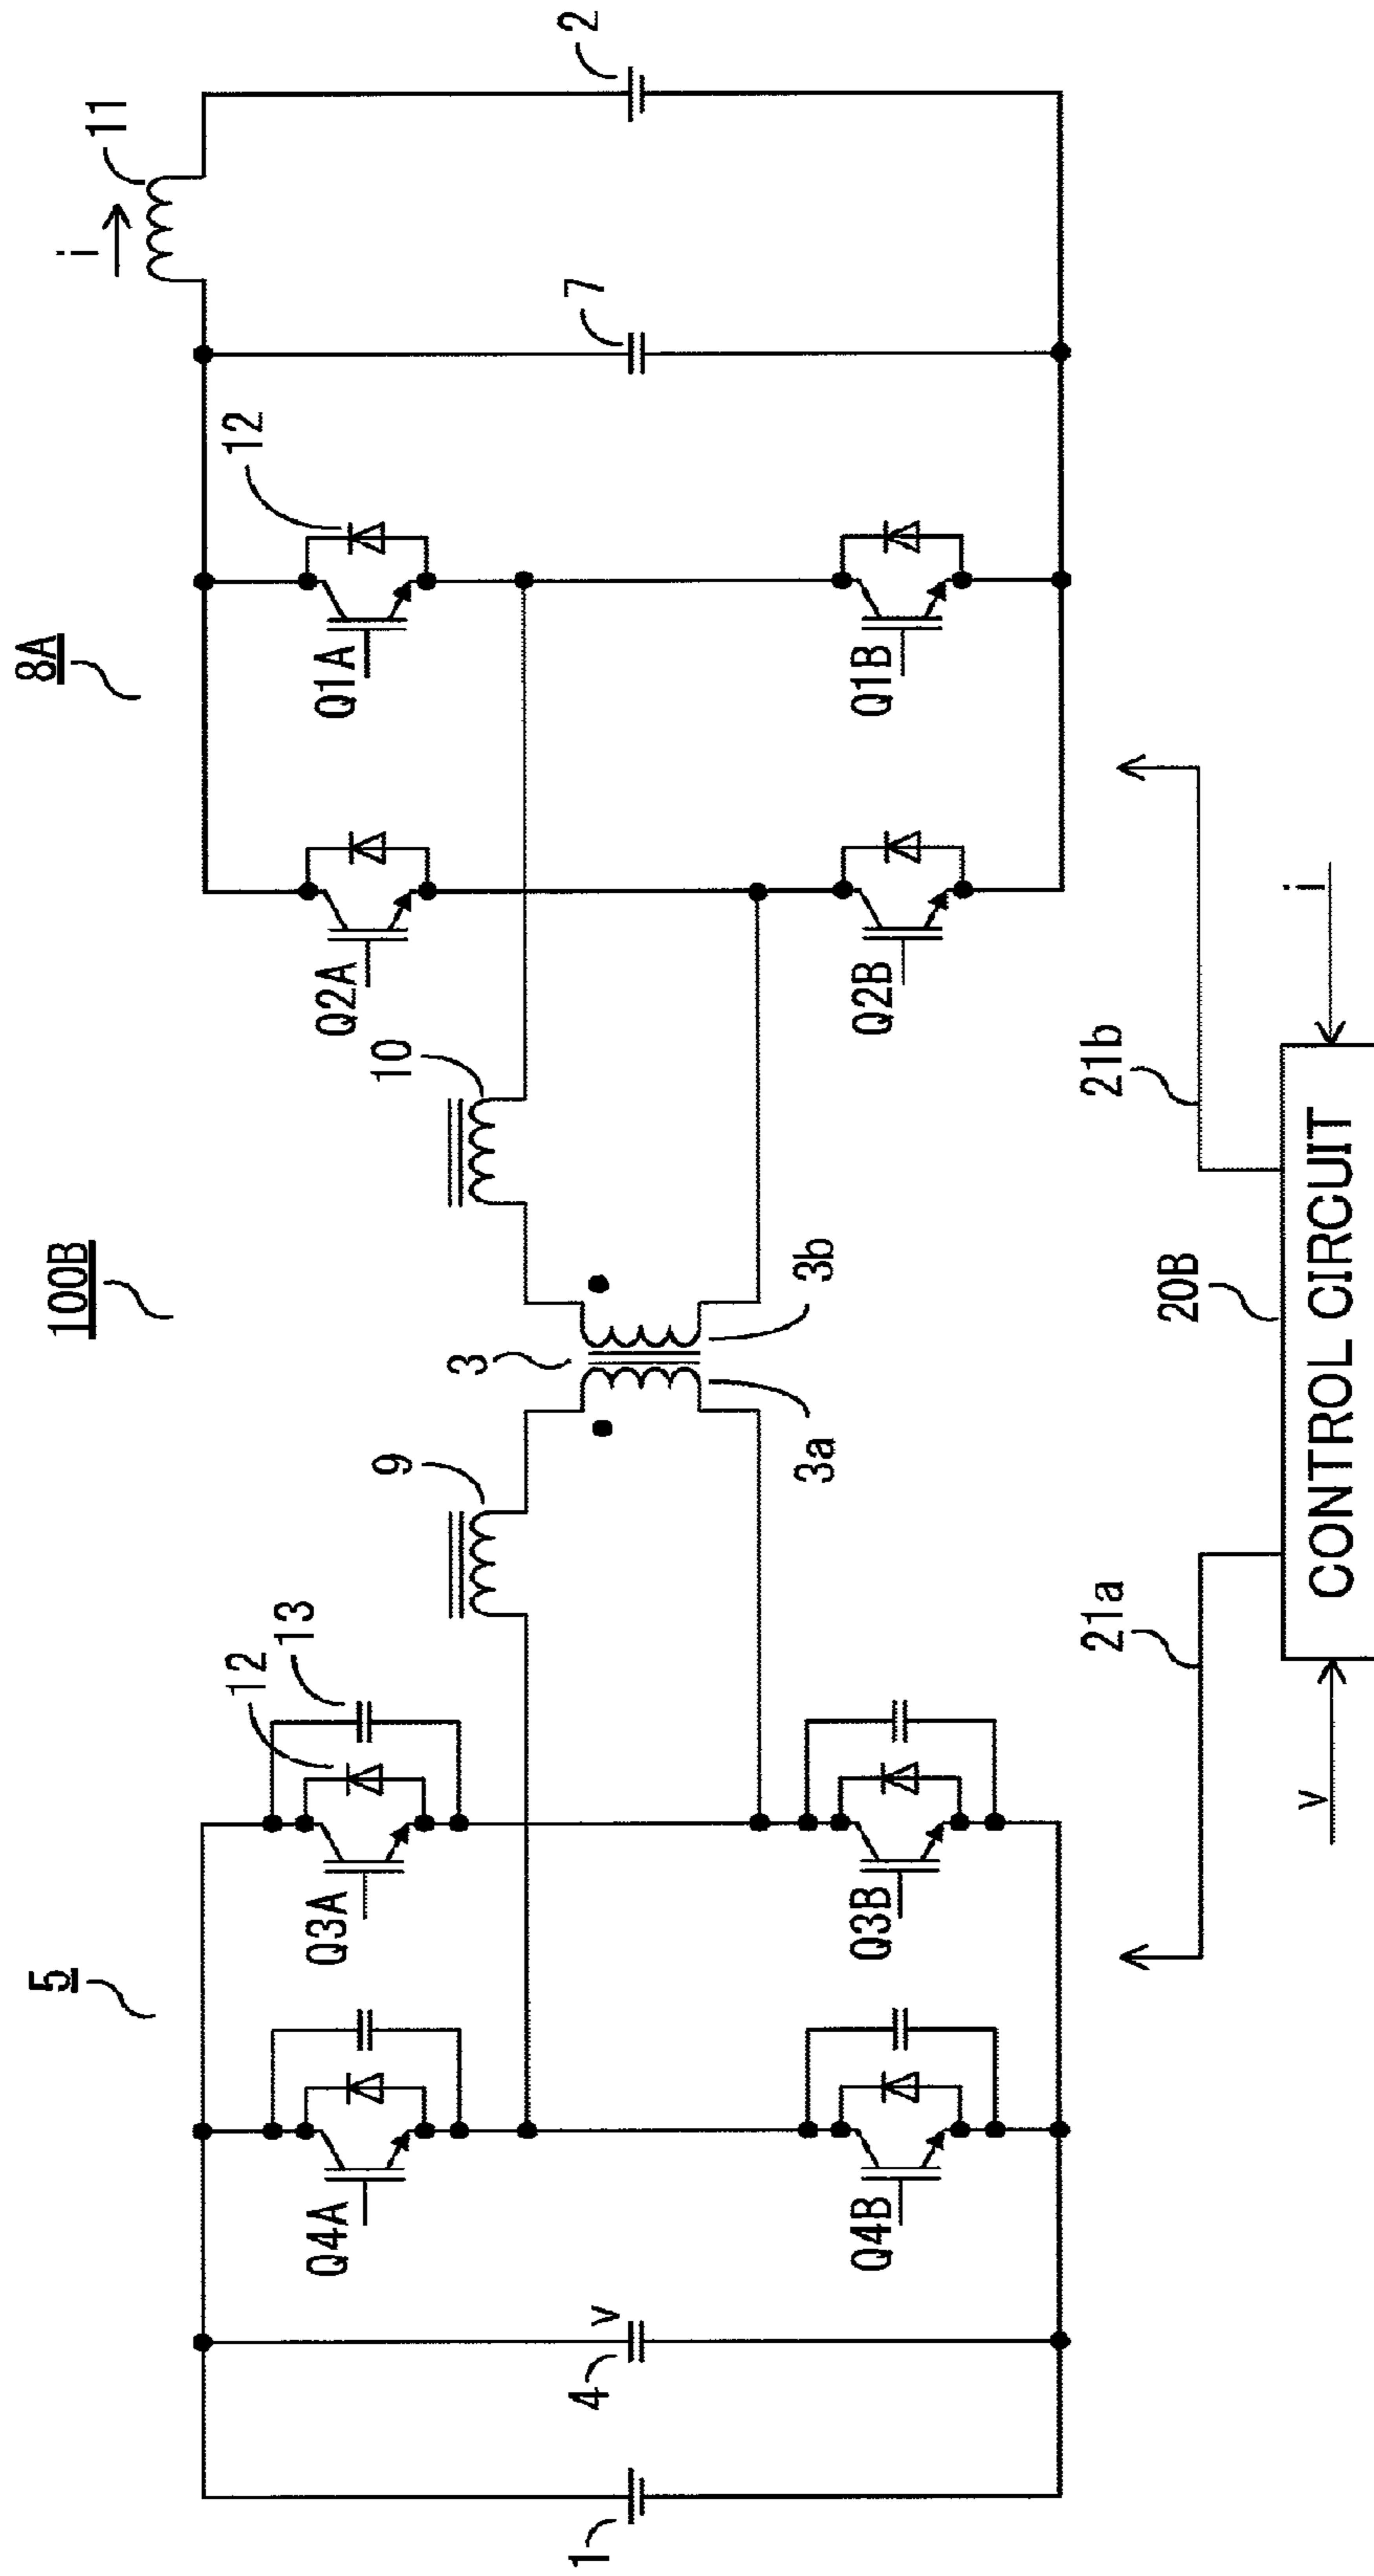 100B
5
8A
i
11
12
13
12
Q4A
Q3A
9
10
Q2A
Q1A
1
4
v
3
7
2
3a
3b
Q4B
Q3B
Q2B
Q1B
21a
21b
20B
v
CONTROL CIRCUIT
i